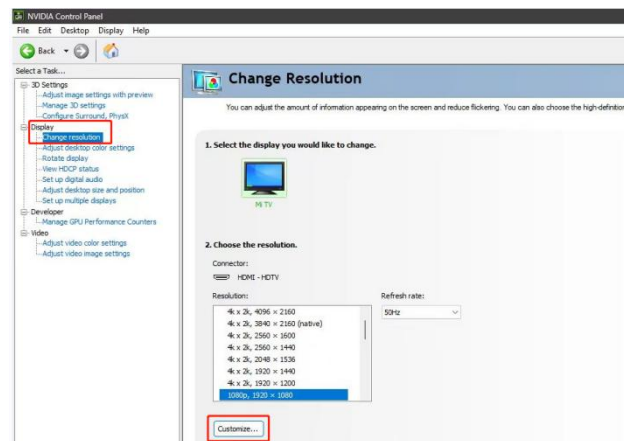 NVIDIA Control Panel
File Edit Desktop Display Help
Back
Select a Task...
3D Settings
Adjust image settings with preview
Manage 3D settings
Configure Surround, PhysX
Display
Change resolution
Adjust desktop color settings
Rotate display
View HDCP status
Set up digital audio
Adjust desktop size and position
Set up multiple displays
Developer
Manage GPU Performance Counters
Video
Adjust video color settings
Adjust video image settings
Change Resolution
You can adjust the amount of information appearing on the screen and reduce flickering. You can also choose the high-definition
1. Select the display you would like to change.
Mi TV
2. Choose the resolution.
Connector:
HDMI - HDTV
Resolution:
Refresh rate:
4k x 2k, 4096 × 2160
50Hz
4k x 2k, 3840 × 2160 (native)
4k x 2k, 2560 × 1600
4k x 2k, 2560 × 1440
4k x 2k, 2048 × 1536
4k x 2k, 1920 × 1440
4k x 2k, 1920 × 1200
1080p, 1920 × 1080
Customize...